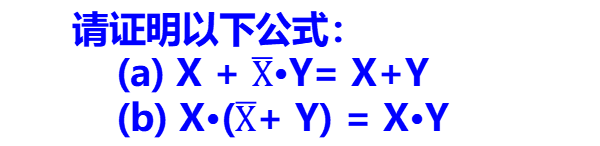 请证明以下公式：
(a) X + X̅•Y= X+Y
(b) X•(X̅+ Y) = X•Y